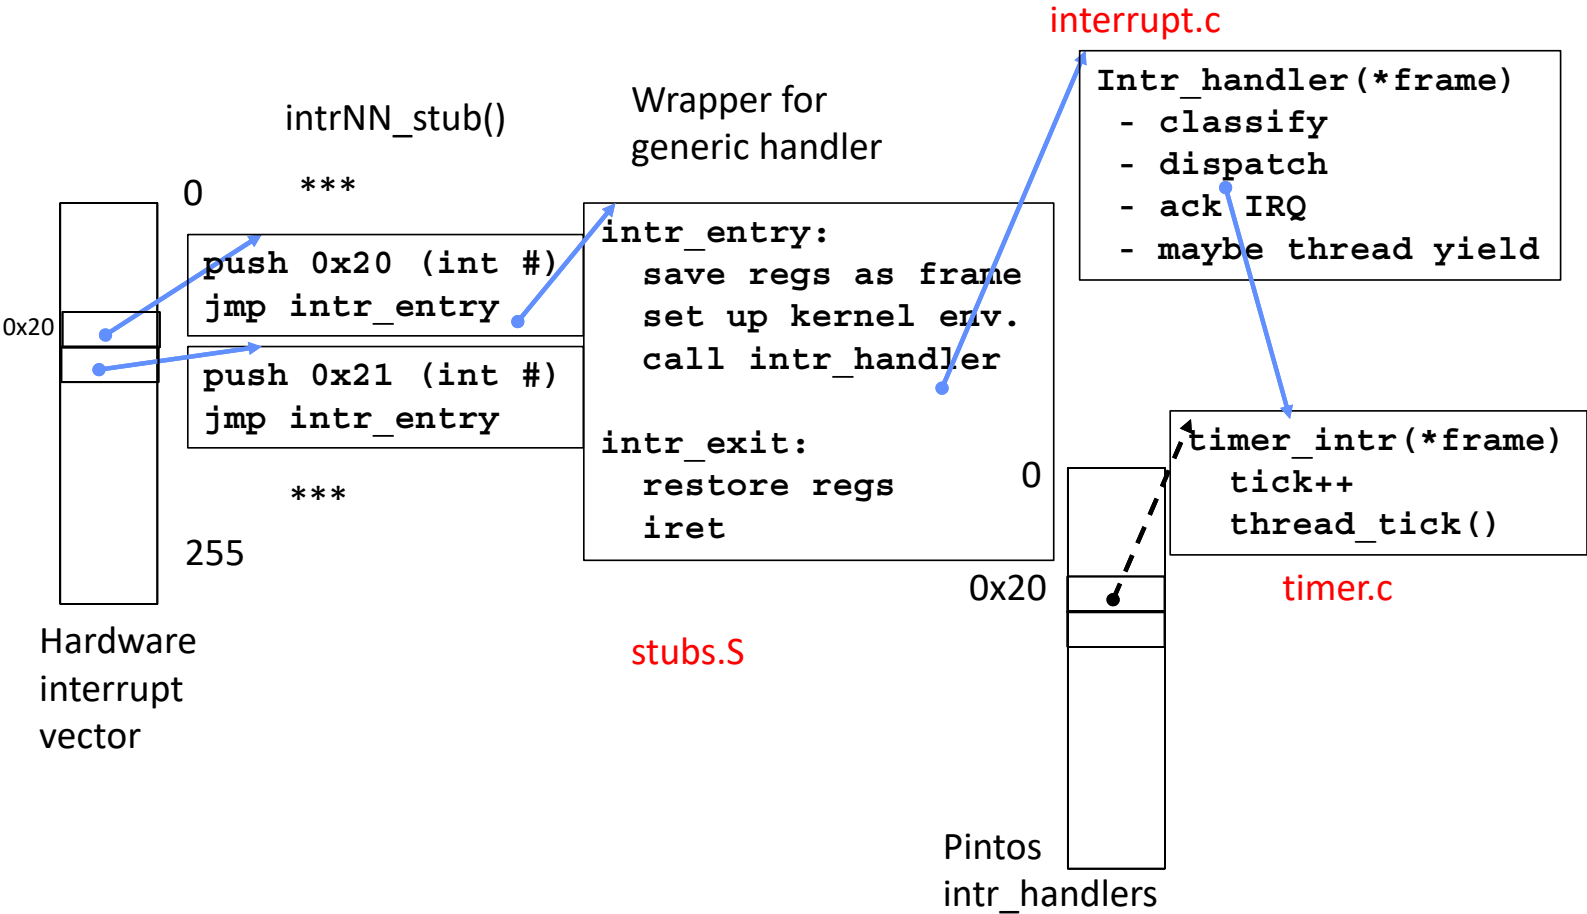 interrupt.c
Intr_handler(*frame)
- classify
- dispatch
- ack IRQ
- maybe thread yield
intrNN_stub()
***
Wrapper for
generic handler
0
0x20
255
push 0x20 (int #)
jmp intr_entry
push 0x21 (int #)
jmp intr_entry
***
Hardware
interrupt
vector
intr_entry:
save regs as frame
set up kernel env.
call intr_handler
intr_exit:
restore regs
iret
stubs.S
timer_intr(*frame)
tick++
thread_tick()
timer.c
0
0x20
Pintos
intr_handlers